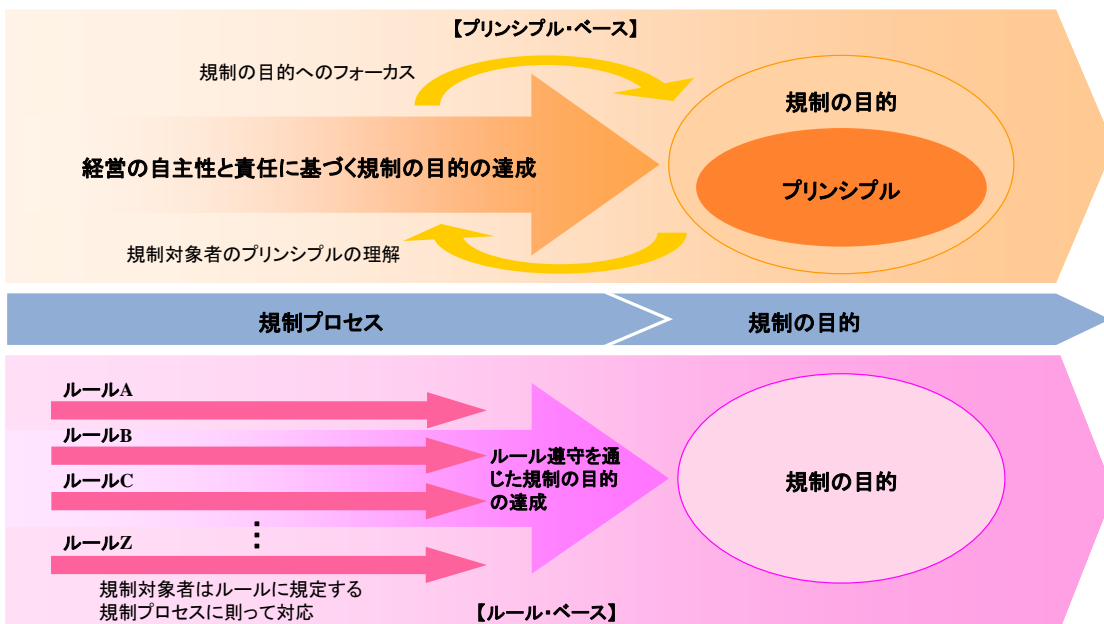 【プリンシプル・ベース】
規制の目的へのフォーカス
規制の目的
経営の自主性と責任に基づく規制の目的の達成
プリンシプル
規制対象者のプリンシプルの理解
規制プロセス
規制の目的
ルールA
ルールB
ルールC
⋮
ルールZ
ルール遵守を通
じた規制の目的
の達成
規制の目的
規制対象者はルールに規定する
規制プロセスに則って対応
【ルール・ベース】